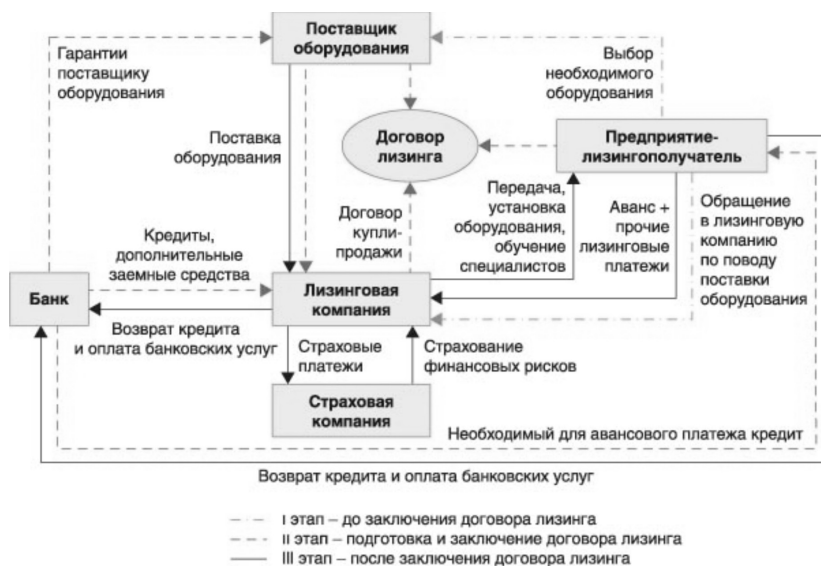 Поставщик
оборудования
Гарантии
поставщику
оборудования
Выбор
необходимого
оборудования
Поставка
оборудования
Договор
лизинга
Предприятие-
лизингополучатель
Договор
купли-
продажи
Передача,
установка
оборудования,
обучение
специалистов
Аванс +
прочие
лизинговые
платежи
Обращение
в лизинговую
компанию
по поводу
поставки
оборудования
Кредиты,
дополнительные
заемные средства
Банк
Лизинговая
компания
Возврат кредита
и оплата банковских услуг
Страховые
платежи
Страхование
финансовых рисков
Страховая
компания
Необходимый для авансового платежа кредит
Возврат кредита и оплата банковских услуг
I этап – до заключения договора лизинга
II этап – подготовка и заключение договора лизинга
III этап – после заключения договора лизинга